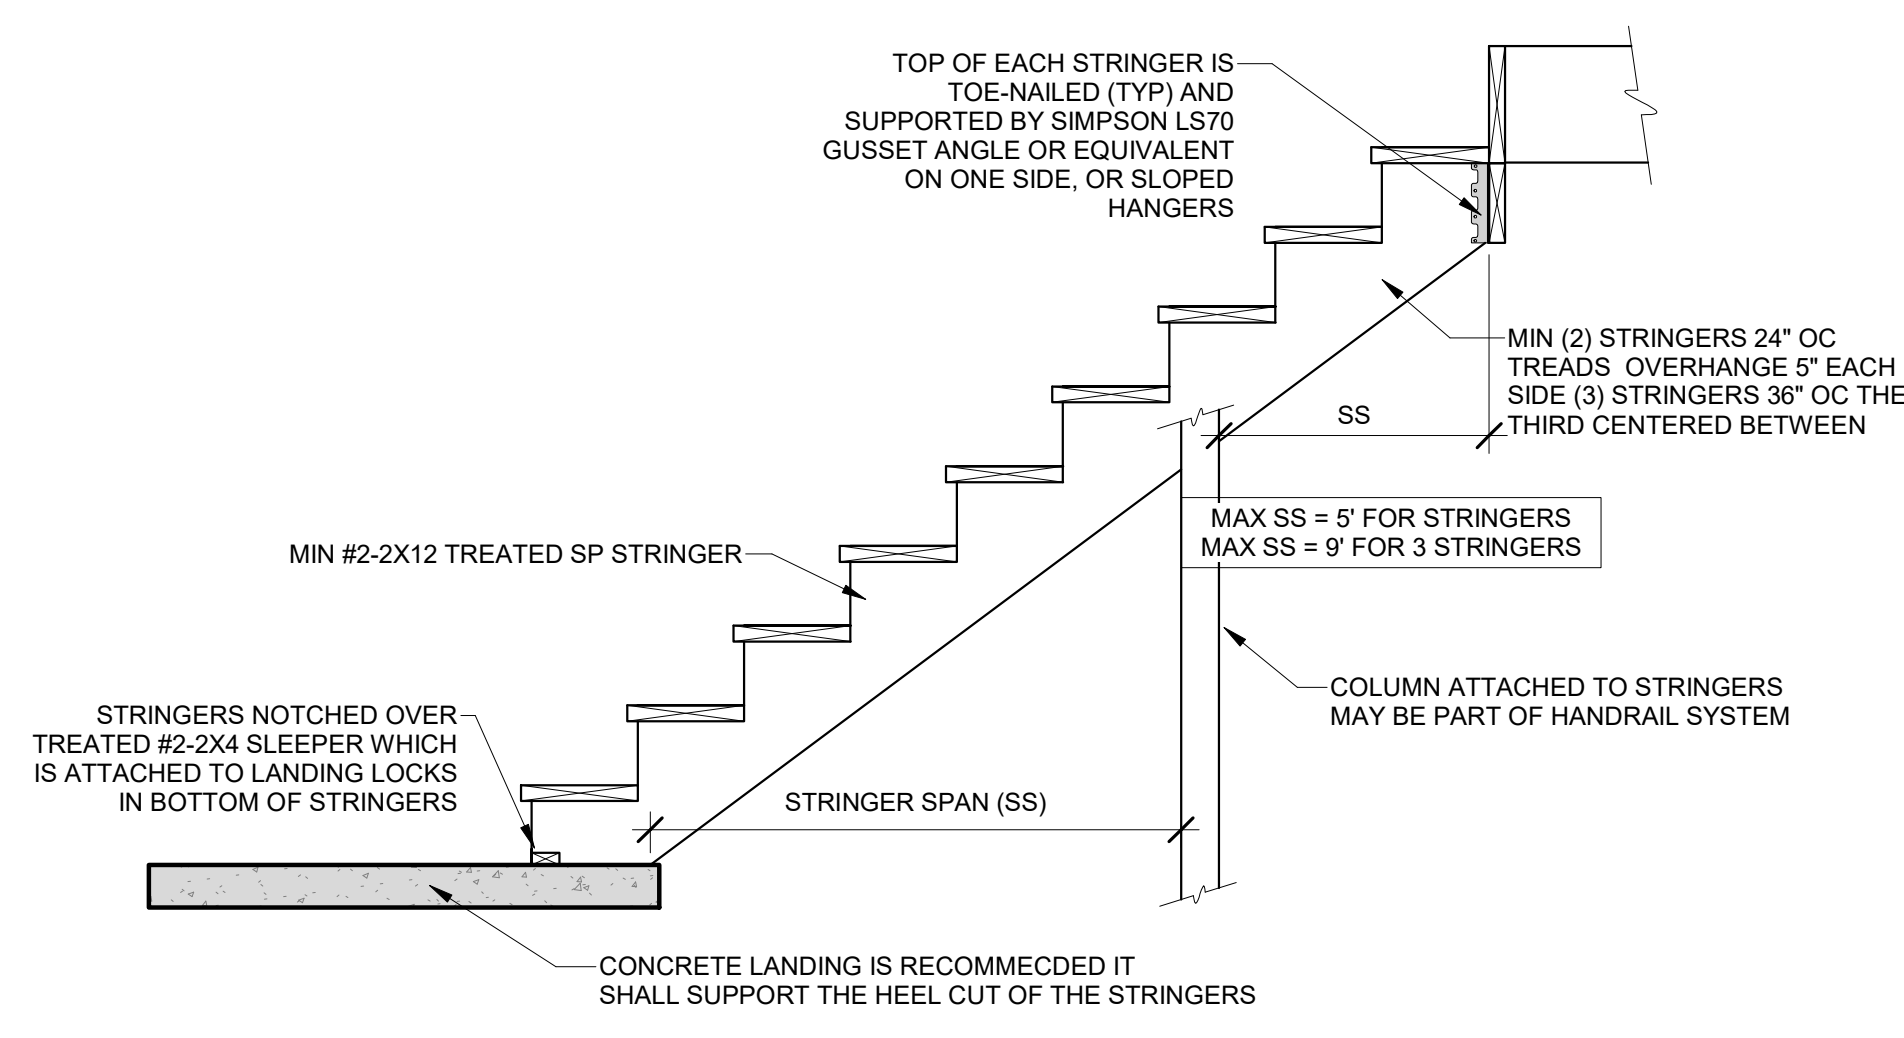 TOP OF EACH STRINGER IS
TOE-NAILED (TYP) AND
SUPPORTED BY SIMPSON LS70
GUSSET ANGLE OR EQUIVALENT
ON ONE SIDE, OR SLOPED
HANGERS
MIN (2) STRINGERS 24" OC
TREADS OVERHANGE 5" EACH
SIDE (3) STRINGERS 36" OC THE
THIRD CENTERED BETWEEN
SS
MAX SS = 5' FOR STRINGERS
MAX SS = 9' FOR 3 STRINGERS
MIN #2-2X12 TREATED SP STRINGER
COLUMN ATTACHED TO STRINGERS
MAY BE PART OF HANDRAIL SYSTEM
STRINGERS NOTCHED OVER
TREATED #2-2X4 SLEEPER WHICH
IS ATTACHED TO LANDING LOCKS
IN BOTTOM OF STRINGERS
STRINGER SPAN (SS)
CONCRETE LANDING IS RECOMMECDED IT
SHALL SUPPORT THE HEEL CUT OF THE STRINGERS